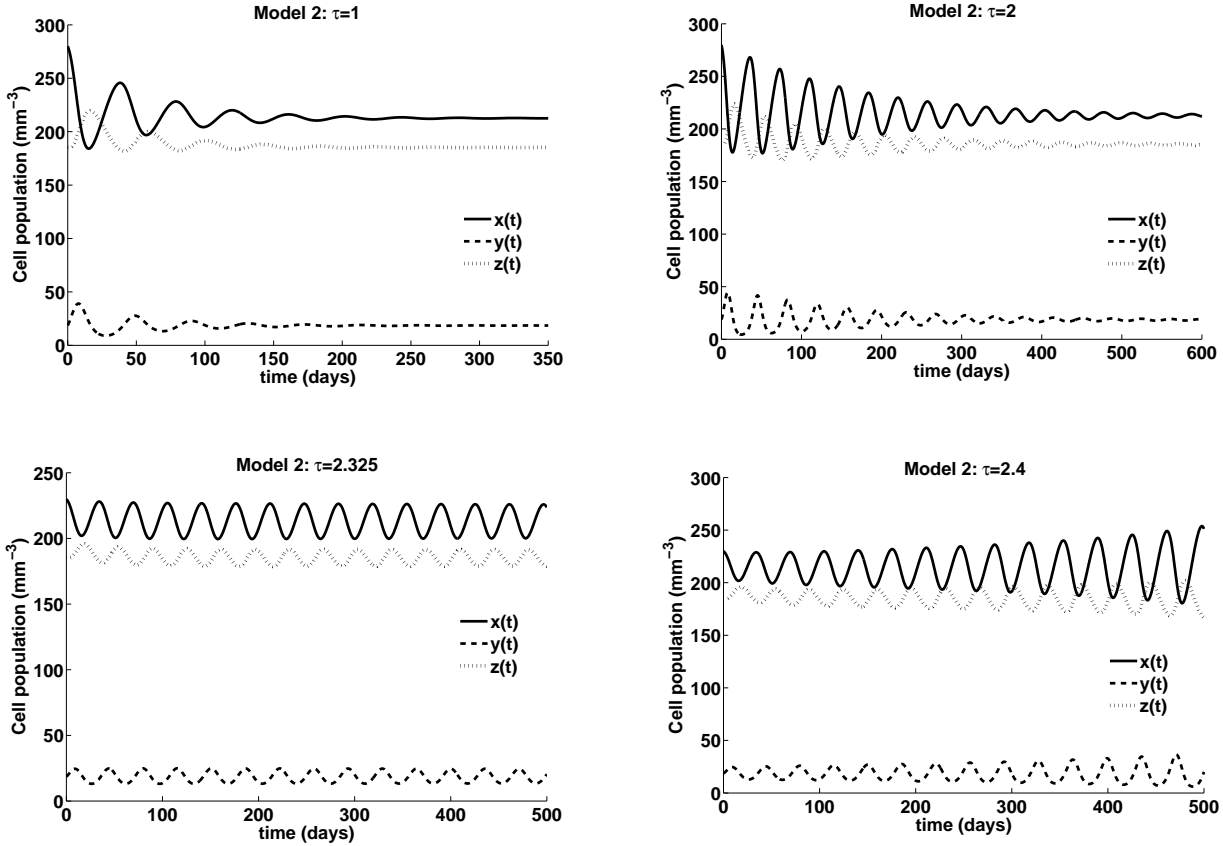 Model 2: τ=1
300
250
200
150
100
50
0
Cell population (mm−3)
x(t)
y(t)
z(t)
0 50 100 150 200 250 300 350
time (days)
Model 2: τ=2
300
250
200
150
100
50
0
Cell population (mm−3)
x(t)
y(t)
z(t)
0 100 200 300 400 500 600
time (days)
Model 2: τ=2.325
250
200
150
100
50
0
Cell population (mm−3)
x(t)
y(t)
z(t)
0 100 200 300 400 500
time (days)
Model 2: τ=2.4
300
250
200
150
100
50
0
Cell population (mm−3)
x(t)
y(t)
z(t)
0 100 200 300 400 500
time (days)